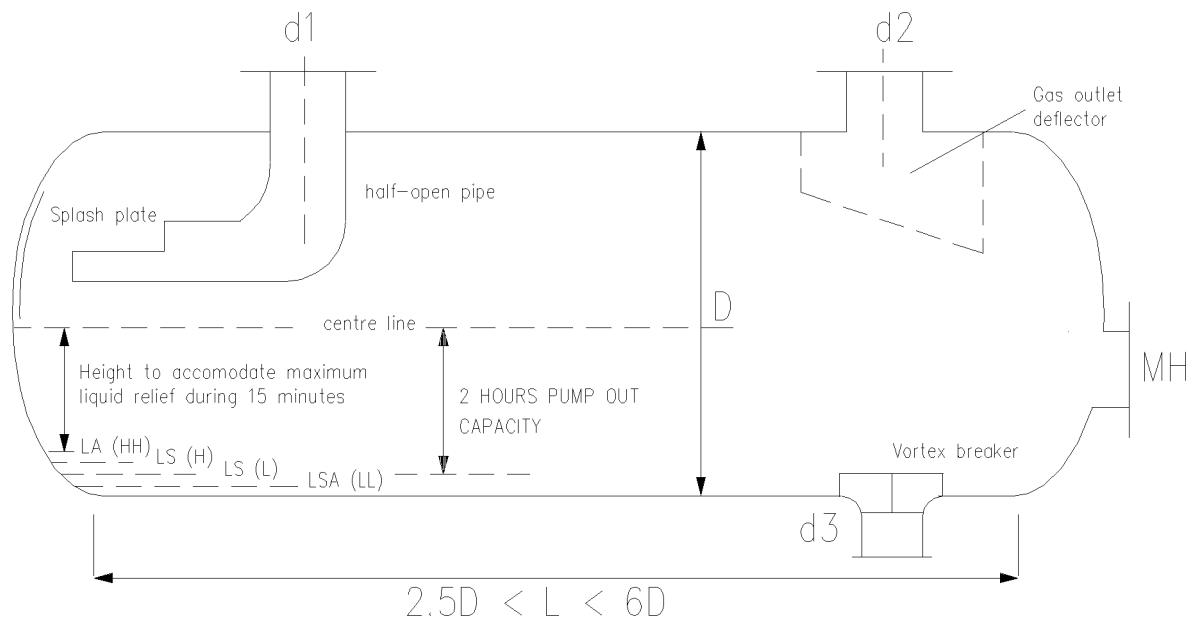 d1
d2
Gas outlet
deflector
half-open pipe
Splash plate
D
centre line
Height to accomodate maximum
liquid relief during 15 minutes
2 HOURS PUMP OUT
CAPACITY
MH
LA (HH)
LS (H)
LS (L)
LSA (LL)
Vortex breaker
d3
2.5D < L < 6D